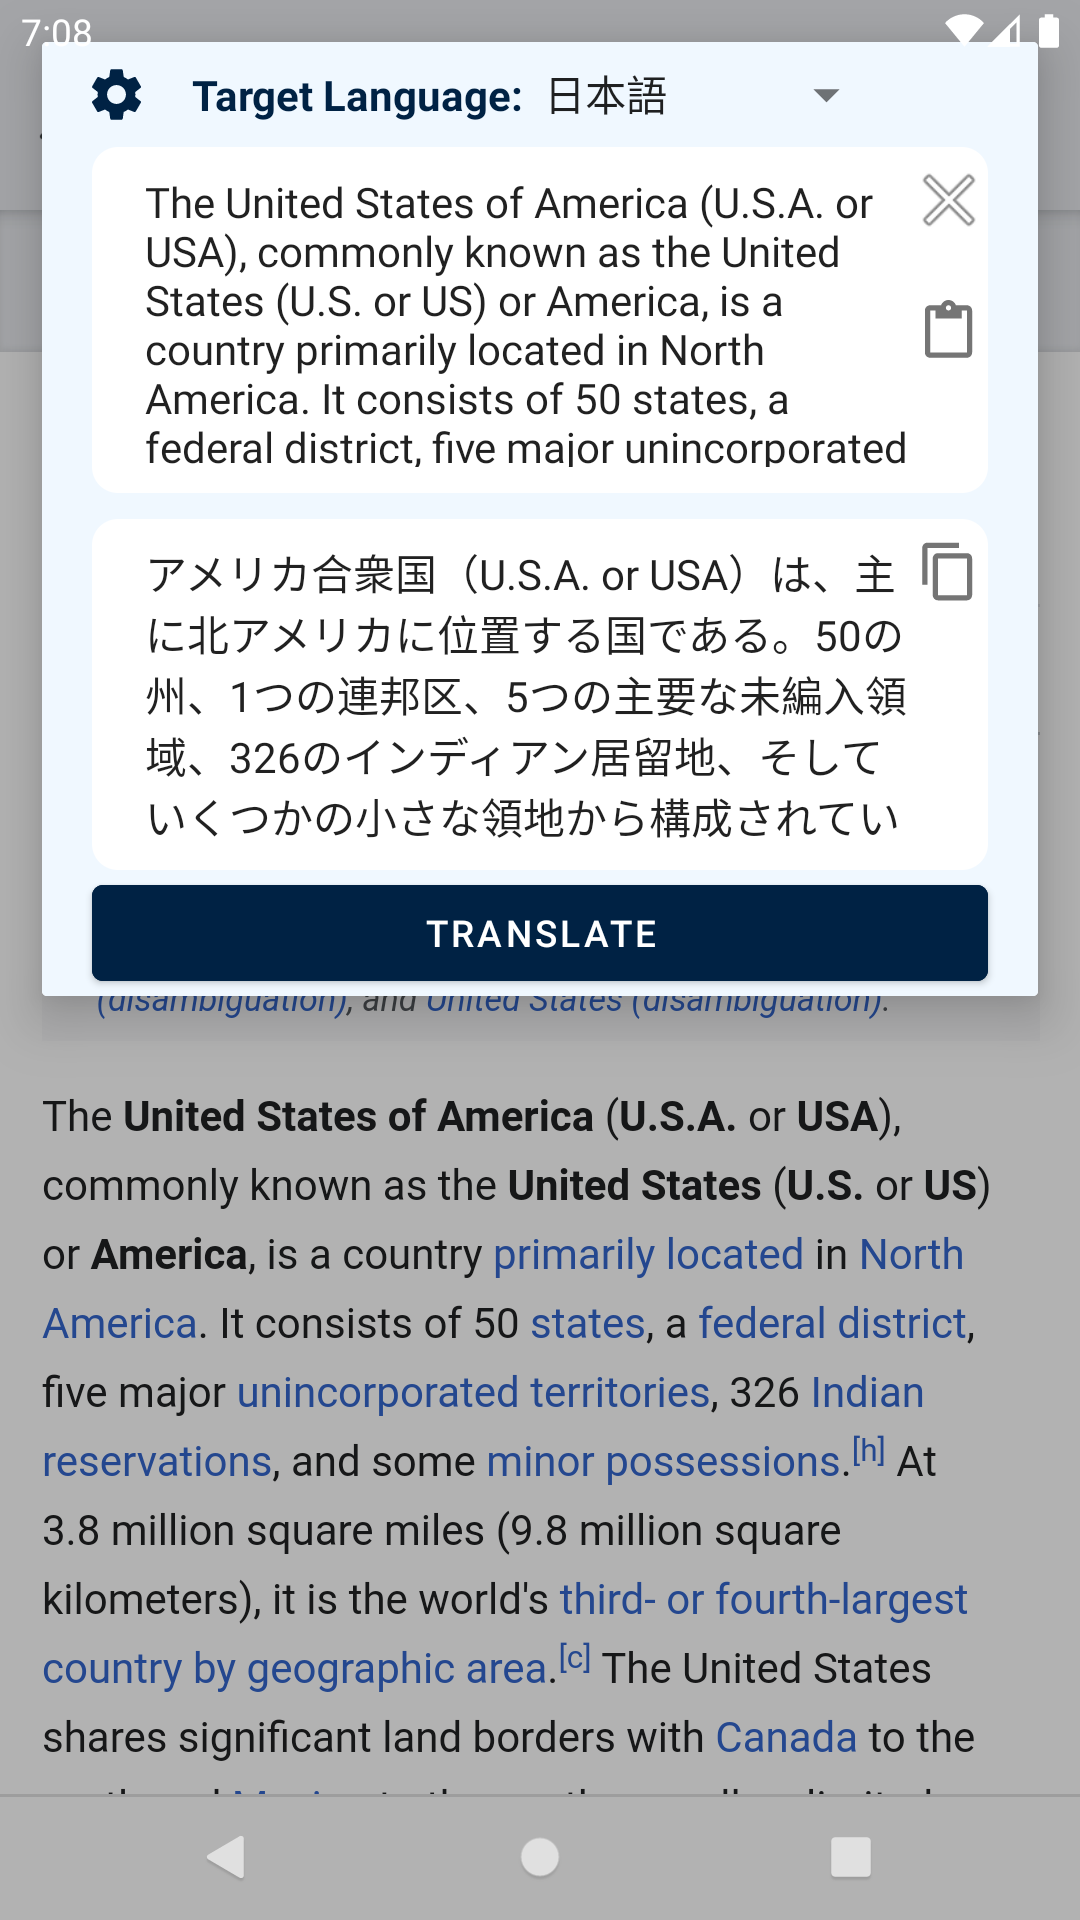 7:08
Target Language: 日本語
The United States of America (U.S.A. or
USA), commonly known as the United
States (U.S. or US) or America, is a
country primarily located in North
America. It consists of 50 states, a
federal district, five major unincorporated
アメリカ合衆国（U.S.A. or USA）は、主
に北アメリカに位置する国である。50の
州、1つの連邦区、5つの主要な未編入領
域、326のインディアン居留地、そして
いくつかの小さな領地から構成されてい
TRANSLATE
(disambiguation), and United States (disambiguation).
The United States of America (U.S.A. or USA),
commonly known as the United States (U.S. or US)
or America, is a country primarily located in North
America. It consists of 50 states, a federal district,
five major unincorporated territories, 326 Indian
reservations, and some minor possessions.[h] At
3.8 million square miles (9.8 million square
kilometers), it is the world's third- or fourth-largest
country by geographic area.[c] The United States
shares significant land borders with Canada to the